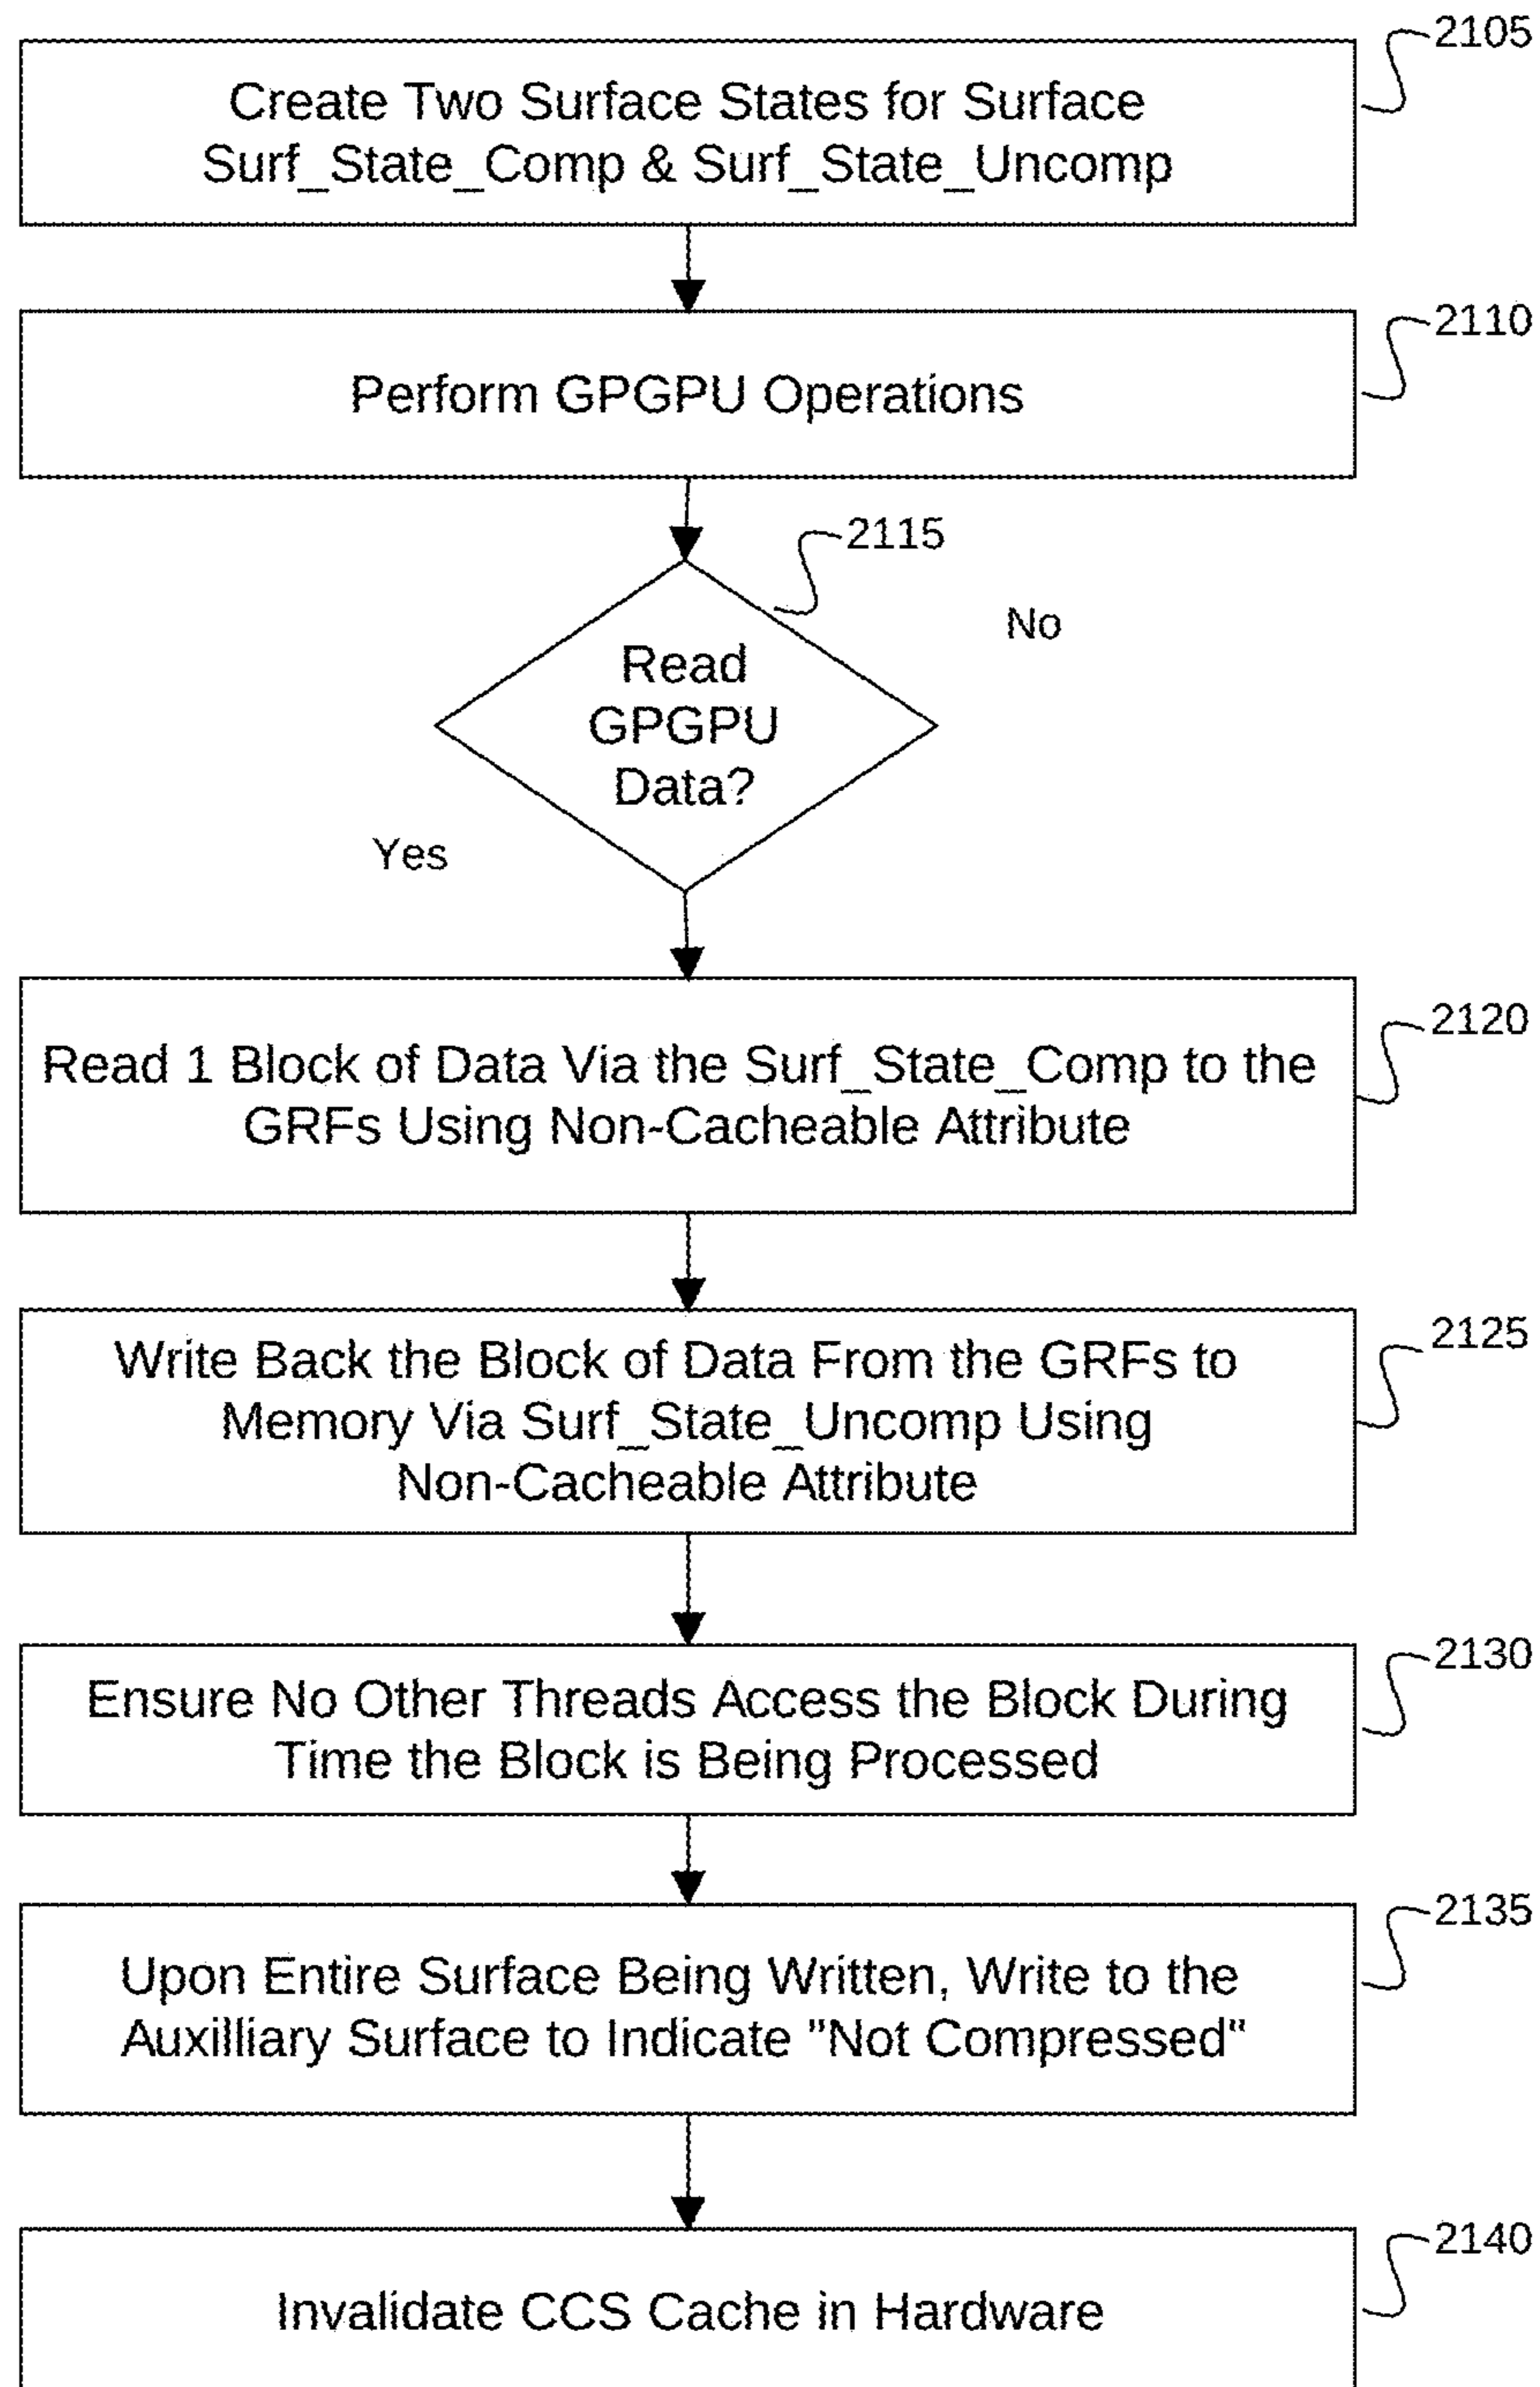 2105
Create Two Surface States for Surface
Surf_State_Comp & Surf_State_Uncomp
2110
Perform GPGPU Operations
2115
No
Read
GPGPU
Data?
Yes
2120
Read 1 Block of Data Via the Surf_State_Comp to the
GRFs Using Non-Cacheable Attribute
2125
Write Back the Block of Data From the GRFs to
Memory Via Surf_State_Uncomp Using
Non-Cacheable Attribute
2130
Ensure No Other Threads Access the Block During
Time the Block is Being Processed
2135
Upon Entire Surface Being Written, Write to the
Auxilliary Surface to Indicate "Not Compressed"
2140
Invalidate CCS Cache in Hardware